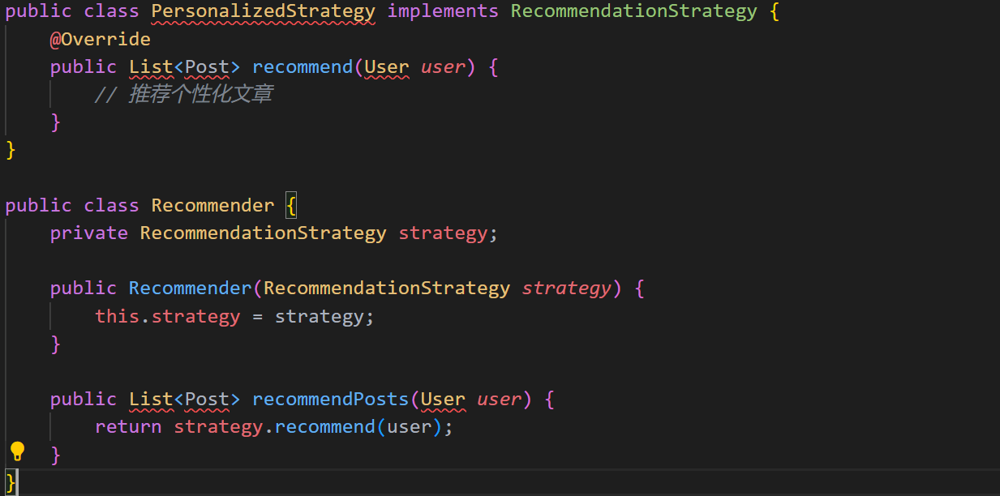 public class PersonalizedStrategy implements RecommendationStrategy {
    @Override
    public List<Post> recommend(User user) {
        // 推荐个性化文章
    }
}

public class Recommender {
    private RecommendationStrategy strategy;

    public Recommender(RecommendationStrategy strategy) {
        this.strategy = strategy;
    }

    public List<Post> recommendPosts(User user) {
        return strategy.recommend(user);
    }
}